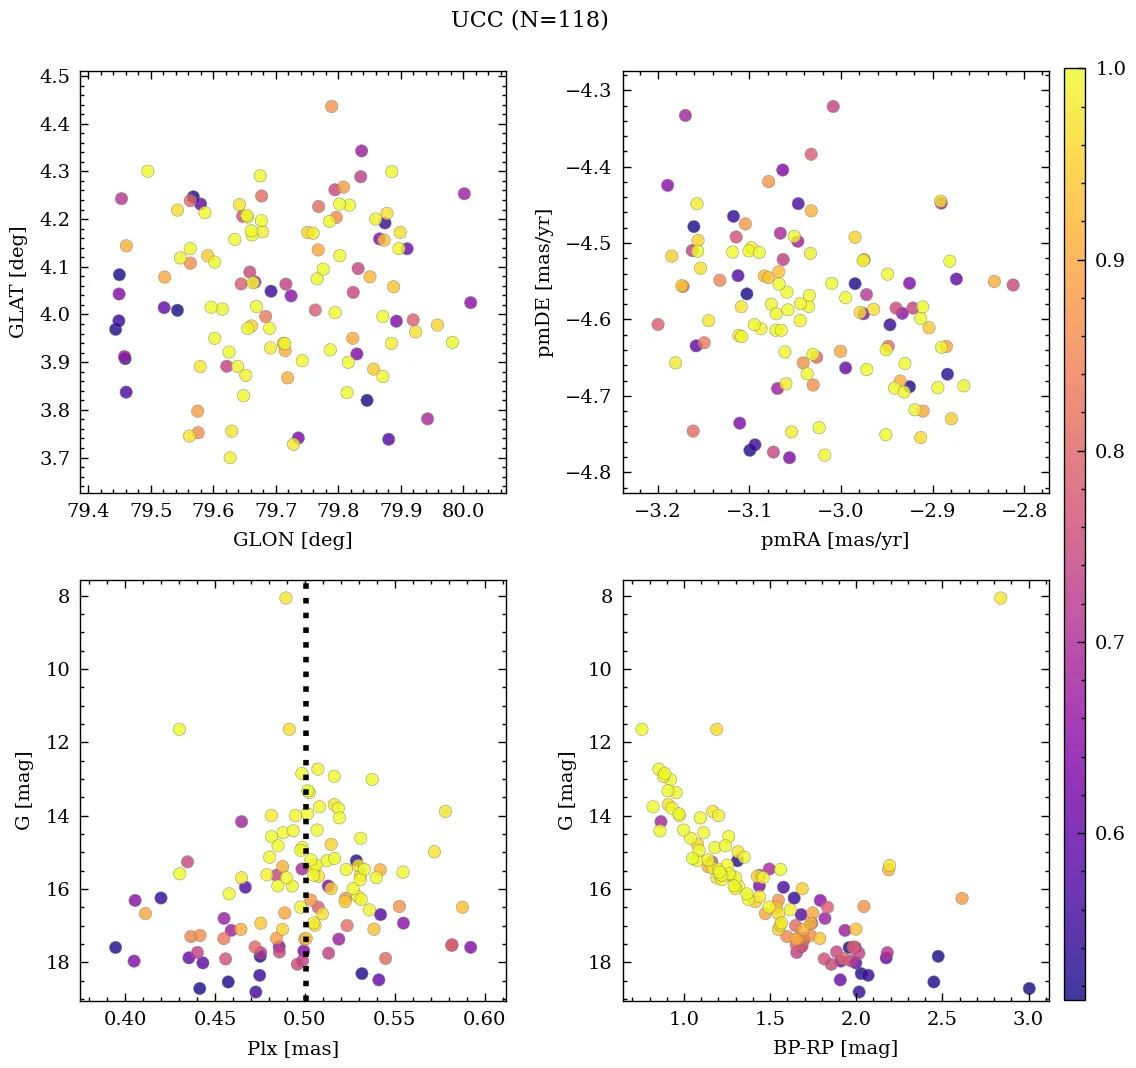 UCC (N=118)
4.5
4.4
4.3
4.2
4.1
4.0
3.9
3.8
3.7
GLAT [deg]
79.4 79.5 79.6 79.7 79.8 79.9 80.0
GLON [deg]
−4.3
−4.4
−4.5
−4.6
−4.7
−4.8
pmDE [mas/yr]
−3.2 −3.1 −3.0 −2.9 −2.8
pmRA [mas/yr]
8
10
12
14
16
18
G [mag]
0.40 0.45 0.50 0.55 0.60
Plx [mas]
8
10
12
14
16
18
G [mag]
1.0 1.5 2.0 2.5 3.0
BP-RP [mag]
1.0
0.9
0.8
0.7
0.6